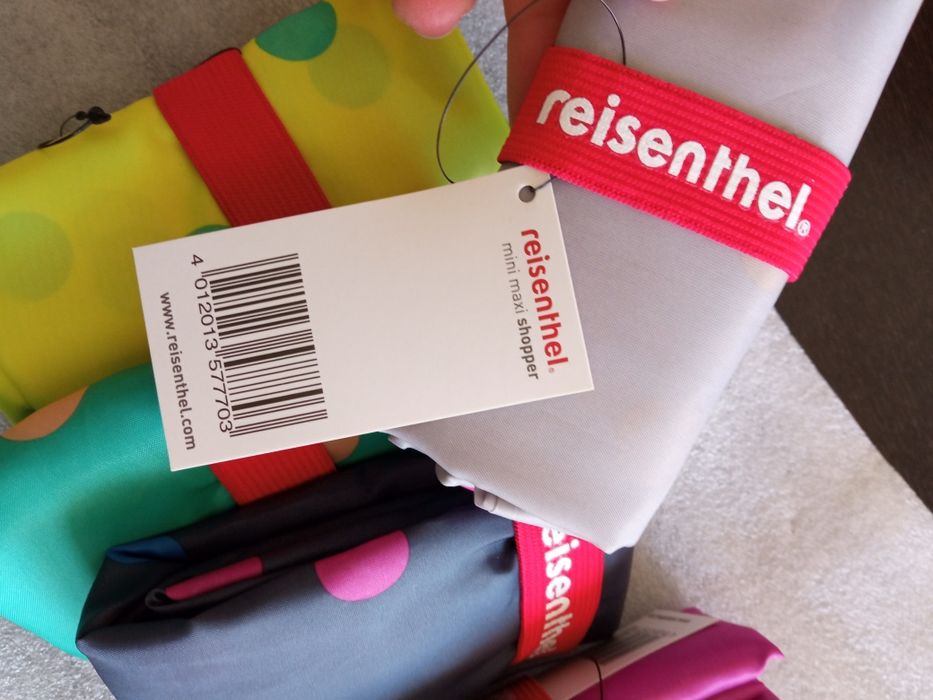 reisenthel®
reisenthel®
mini maxi shopper
4 012013 577703
www.reisenthel.com
reisenthel